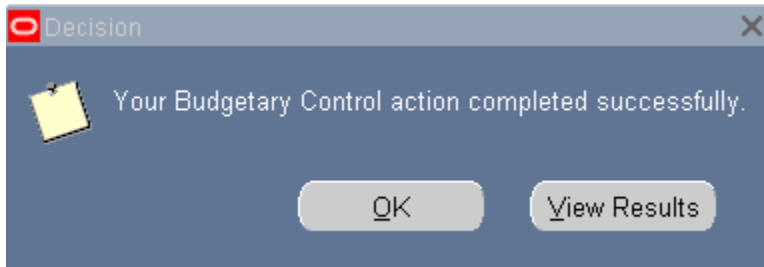 Decision
Your Budgetary Control action completed successfully.
OK
View Results